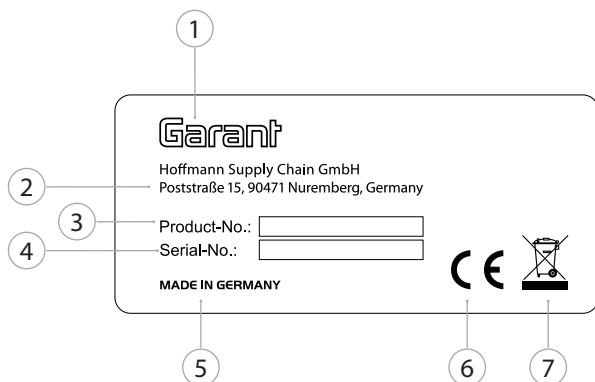 1
Garant
Hoffmann Supply Chain GmbH
2
Poststraße 15, 90471 Nuremberg, Germany
3
Product-No.:
4
Serial-No.:
MADE IN GERMANY
CE
5
6
7